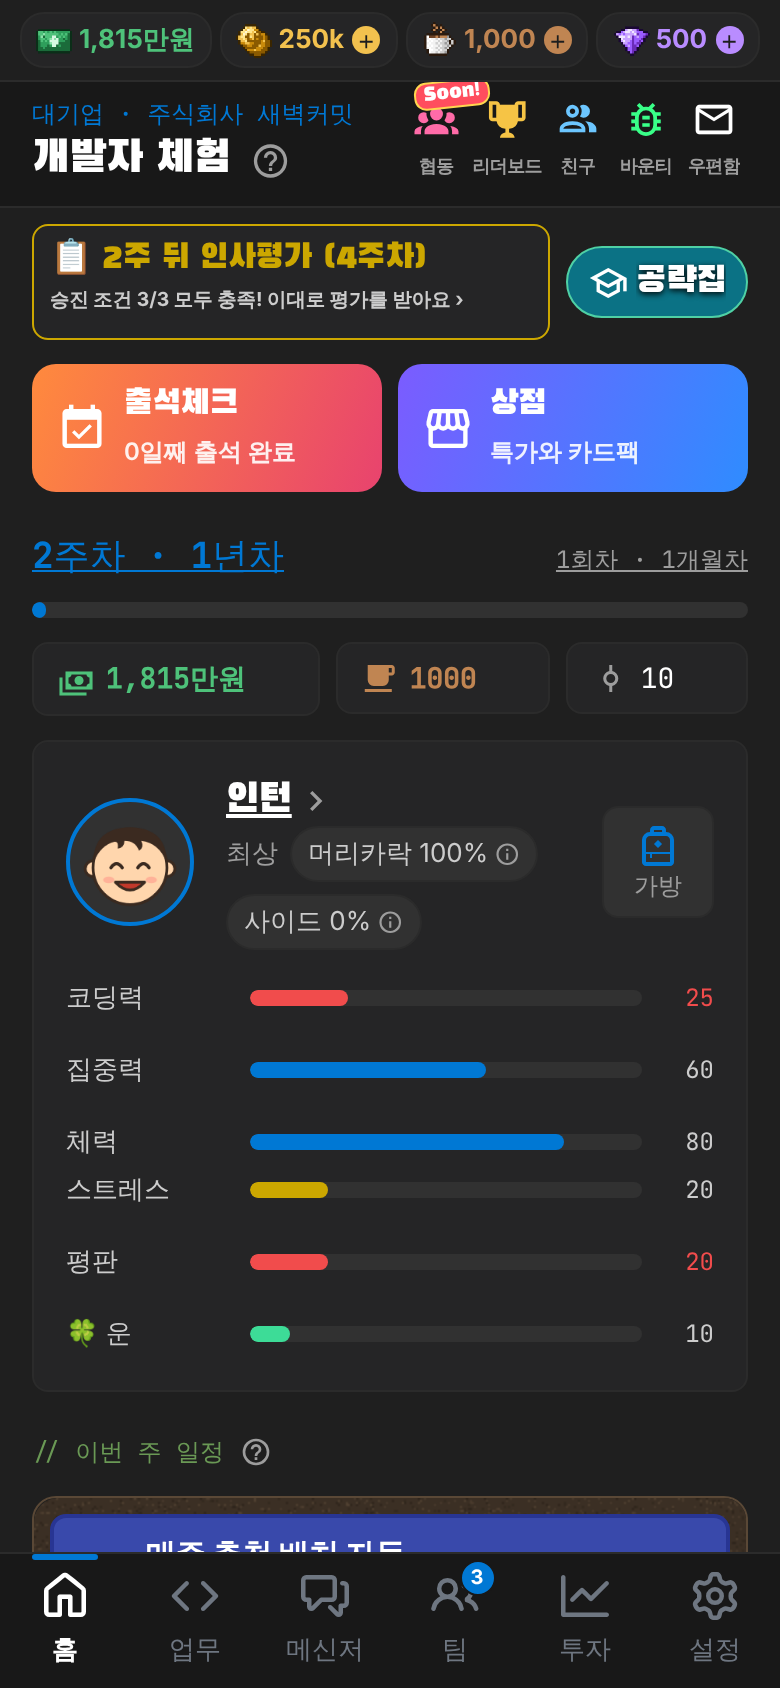 1,815만원 250k 1,000 500
Soon!
대기업 · 주식회사 새벽커밋
개발자 체험
협동 리더보드 친구 바운티 우편함
2주 뒤 인사평가 (4주차)
승진 조건 3/3 모두 충족! 이대로 평가를 받아요 ›
공략집
출석체크
0일째 출석 완료
상점
특가와 카드팩
2주차 · 1년차
1회차 · 1개월차
1,815만원 1000 10
인턴
최상 머리카락 100%
사이드 0%
가방
코딩력 25
집중력 60
체력 80
스트레스 20
평판 20
운 10
// 이번 주 일정
매주 추천 배치 자동
3
홈 업무 메신저 팀 투자 설정